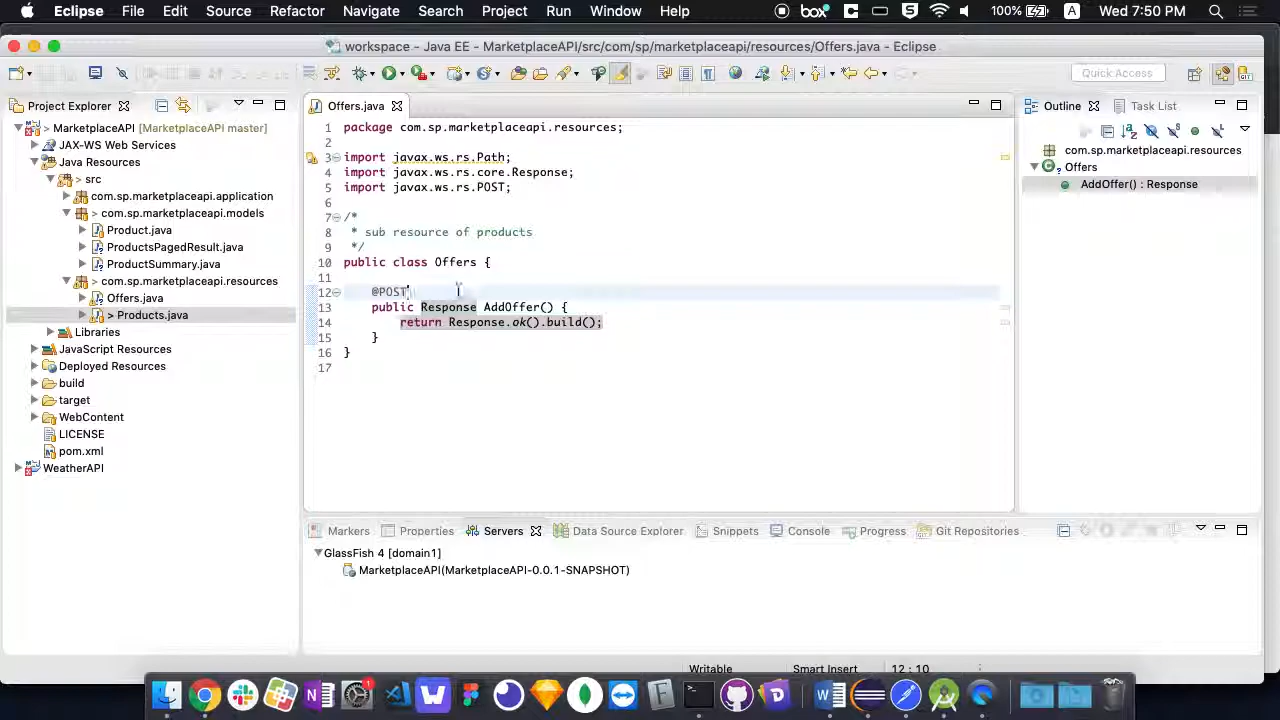 Eclipse File Edit Source Refactor Navigate Search Project Run Window Help
box 5 100% A Wed 7:50 PM
workspace - Java EE - MarketplaceAPI/src/com/sp/marketplaceapi/resources/Offers.java - Eclipse
Quick Access
Project Explorer
> MarketplaceAPI [MarketplaceAPI master]
JAX-WS Web Services
Java Resources
> src
com.sp.marketplaceapi.application
> com.sp.marketplaceapi.models
Product.java
ProductsPagedResult.java
ProductSummary.java
> com.sp.marketplaceapi.resources
Offers.java
> Products.java
Libraries
JavaScript Resources
Deployed Resources
build
target
WebContent
LICENSE
pom.xml
WeatherAPI
Offers.java
1 package com.sp.marketplaceapi.resources;
2
3 import javax.ws.rs.Path;
4 import javax.ws.rs.core.Response;
5 import javax.ws.rs.POST;
6
7 /*
8 * sub resource of products
9 */
10 public class Offers {
11
12 @POST
13 public Response AddOffer() {
14 return Response.ok().build();
15 }
16 }
17
Outline Task List
com.sp.marketplaceapi.resources
Offers
AddOffer() : Response
Markers Properties Servers Data Source Explorer Snippets Console Progress Git Repositories
GlassFish 4 [domain1]
MarketplaceAPI(MarketplaceAPI-0.0.1-SNAPSHOT)
Writable Smart Insert 12 : 10